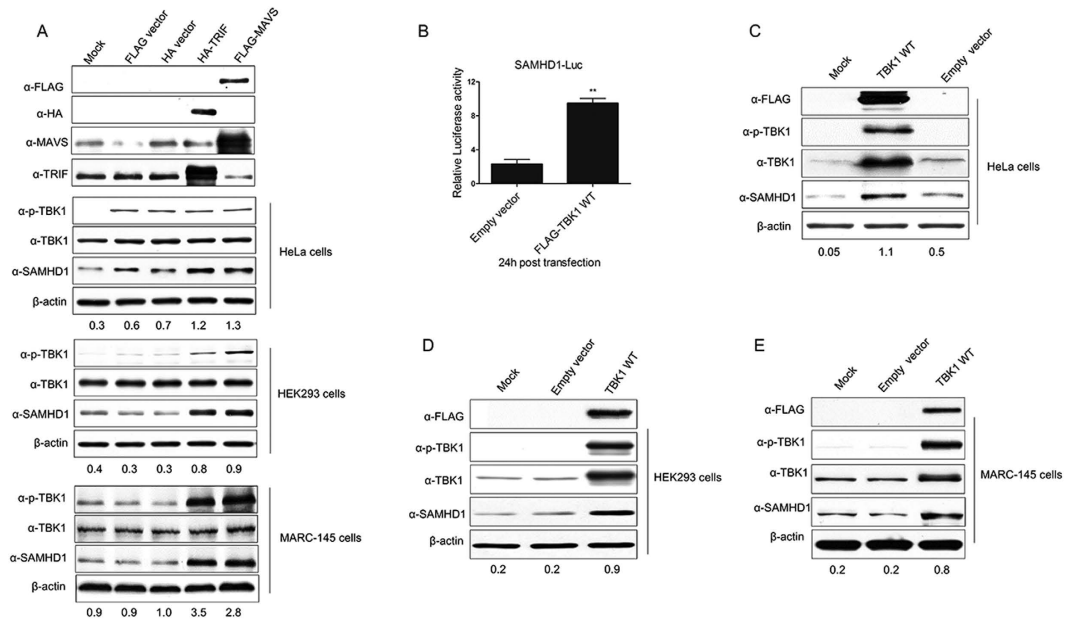 A
Mock
FLAG vector
HA vector
HA-TRIF
FLAG-MAVS
α-FLAG
α-HA
α-MAVS
α-TRIF
α-p-TBK1
α-TBK1
α-SAMHD1
β-actin
HeLa cells
0.3 0.6 0.7 1.2 1.3
α-p-TBK1
α-TBK1
α-SAMHD1
β-actin
HEK293 cells
0.4 0.3 0.3 0.8 0.9
α-p-TBK1
α-TBK1
α-SAMHD1
β-actin
MARC-145 cells
0.9 0.9 1.0 3.5 2.8
B
SAMHD1-Luc
Relative Luciferase activity
15
10
5
0
**
Empty vector
FLAG-TBK1 WT
24h post transfection
C
Mock
TBK1 WT
Empty vector
α-FLAG
α-p-TBK1
α-TBK1
α-SAMHD1
β-actin
HeLa cells
0.05 1.1 0.5
D
Mock
Empty vector
TBK1 WT
α-FLAG
α-p-TBK1
α-TBK1
α-SAMHD1
β-actin
HEK293 cells
0.2 0.2 0.9
E
Mock
Empty vector
TBK1 WT
α-FLAG
α-p-TBK1
α-TBK1
α-SAMHD1
β-actin
MARC-145 cells
0.2 0.2 0.8